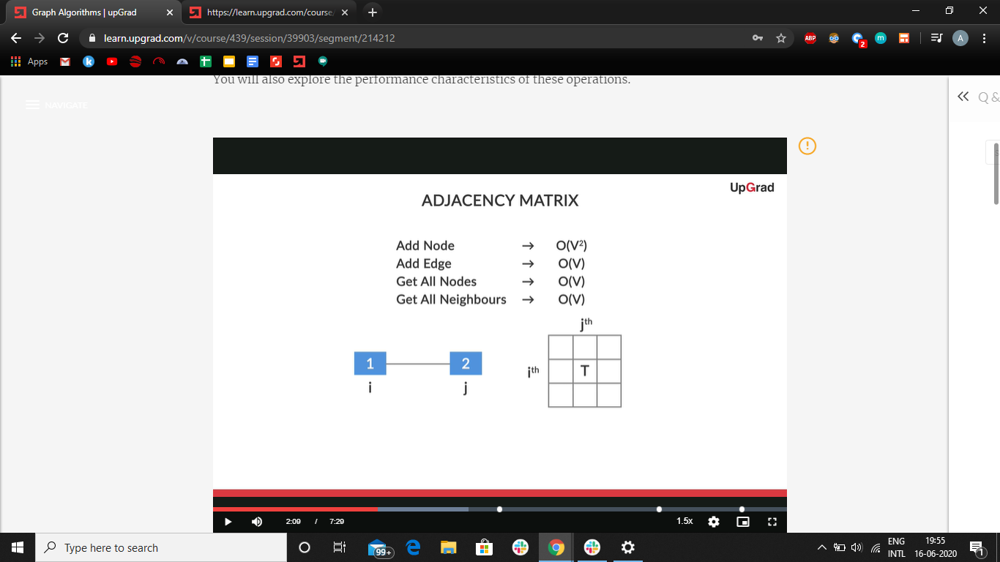 Graph Algorithms | upGrad
https://learn.upgrad.com/course/
learn.upgrad.com/v/course/439/session/39903/segment/214212
ABP
2
m
A
Apps
k
You will also explore the performance characteristics of these operations.
NAVIGATE
Q &
UpGrad
ADJACENCY MATRIX
Add Node → O(V²)
Add Edge → O(V)
Get All Nodes → O(V)
Get All Neighbours → O(V)
jth
1 2
ith T
i j
2:09 / 7:29
1.5x
Type here to search
99+
ENG 19:55
INTL 16-06-2020
1